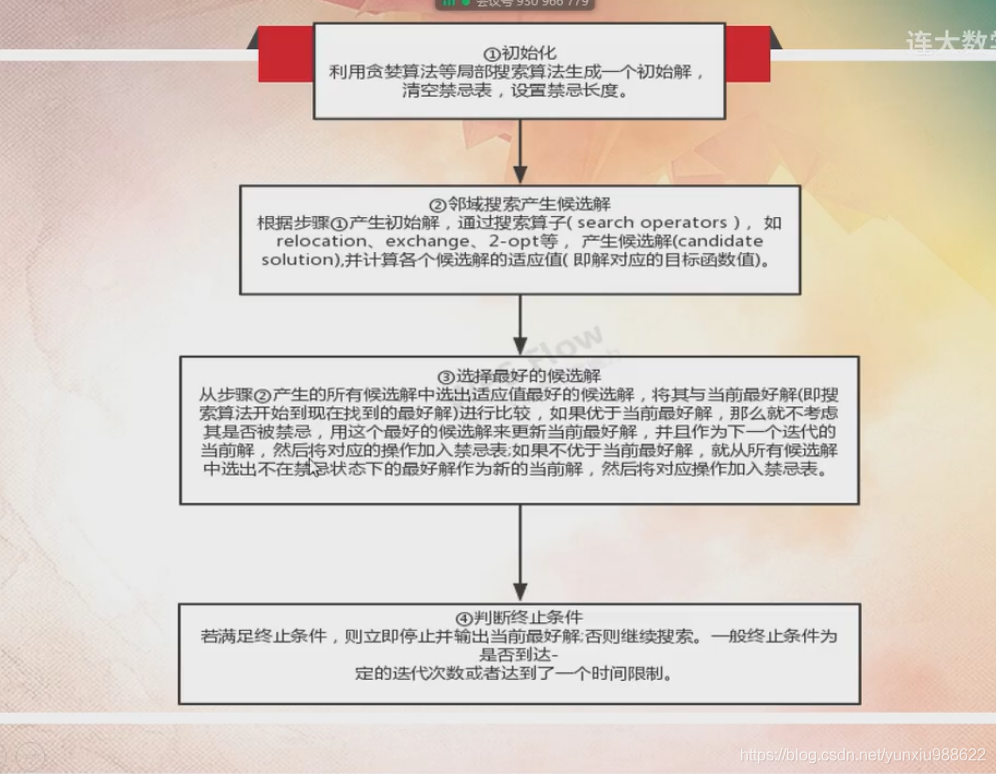 会议号 930 966 779
连大数学
①初始化
利用贪婪算法等局部搜索算法生成一个初始解，
清空禁忌表，设置禁忌长度。
②邻域搜索产生候选解
根据步骤①产生初始解，通过搜索算子( search operators )，如
relocation、exchange、2-opt等， 产生候选解(candidate
solution),并计算各个候选解的适应值( 即解对应的目标函数值)。
Flow
③选择最好的候选解
从步骤②产生的所有候选解中选出适应值最好的候选解，将其与当前最好解(即搜
索算法开始到现在找到的最好解)进行比较，如果优于当前最好解，那么就不考虑
其是否被禁忌，用这个最好的候选解来更新当前最好解，并且作为下一个迭代的
当前解，然后将对应的操作加入禁忌表;如果不优于当前最好解，就从所有候选解
中选出不在禁忌状态下的最好解作为新的当前解，然后将对应操作加入禁忌表。
④判断终止条件
若满足终止条件，则立即停止并输出当前最好解;否则继续搜索。一般终止条件为
是否到达-
定的迭代次数或者达到了一个时间限制。
https://blog.csdn.net/yunxiu988622